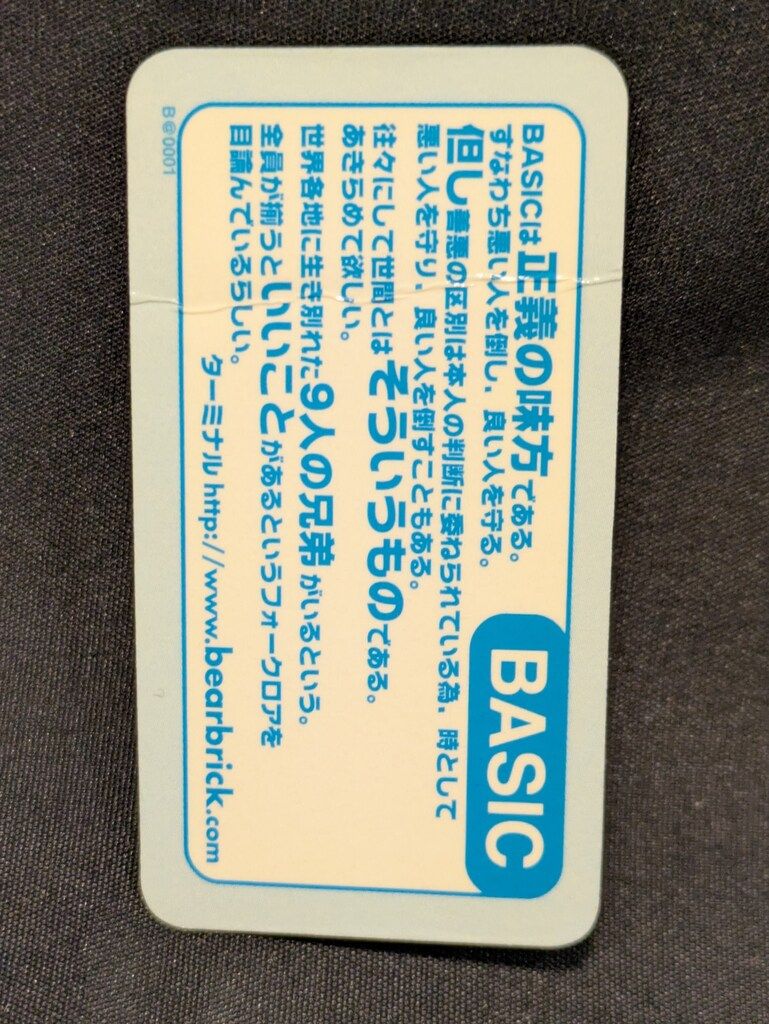 BASIC
BASICは正義の味方である。
すなわち悪い人を倒し、良い人を守る。
但し善悪の区別は本人の判断に委ねられている為、時として
悪い人を守り、良い人を倒すこともある。
往々にして世間とはそういうものである。
あきらめて欲しい。
世界各地に生き別れた9人の兄弟がいるという。
全員が揃うといいことがあるというフォークロアを
目論んでいるらしい。
ターミナル http://www.bearbrick.com
B@0001